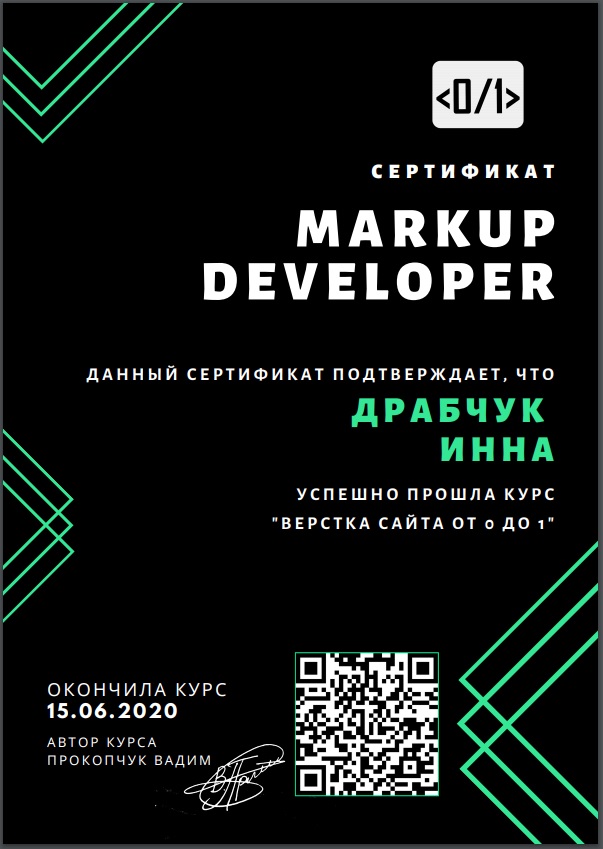 <0/1>
СЕРТИФИКАТ
MARKUP
DEVELOPER
ДАННЫЙ СЕРТИФИКАТ ПОДТВЕРЖДАЕТ, ЧТО
ДРАБЧУК
ИННА
УСПЕШНО ПРОШЛА КУРС
"ВЕРСТКА САЙТА ОТ 0 ДО 1"
ОКОНЧИЛА КУРС
15.06.2020
АВТОР КУРСА
ПРОКОПЧУК ВАДИМ